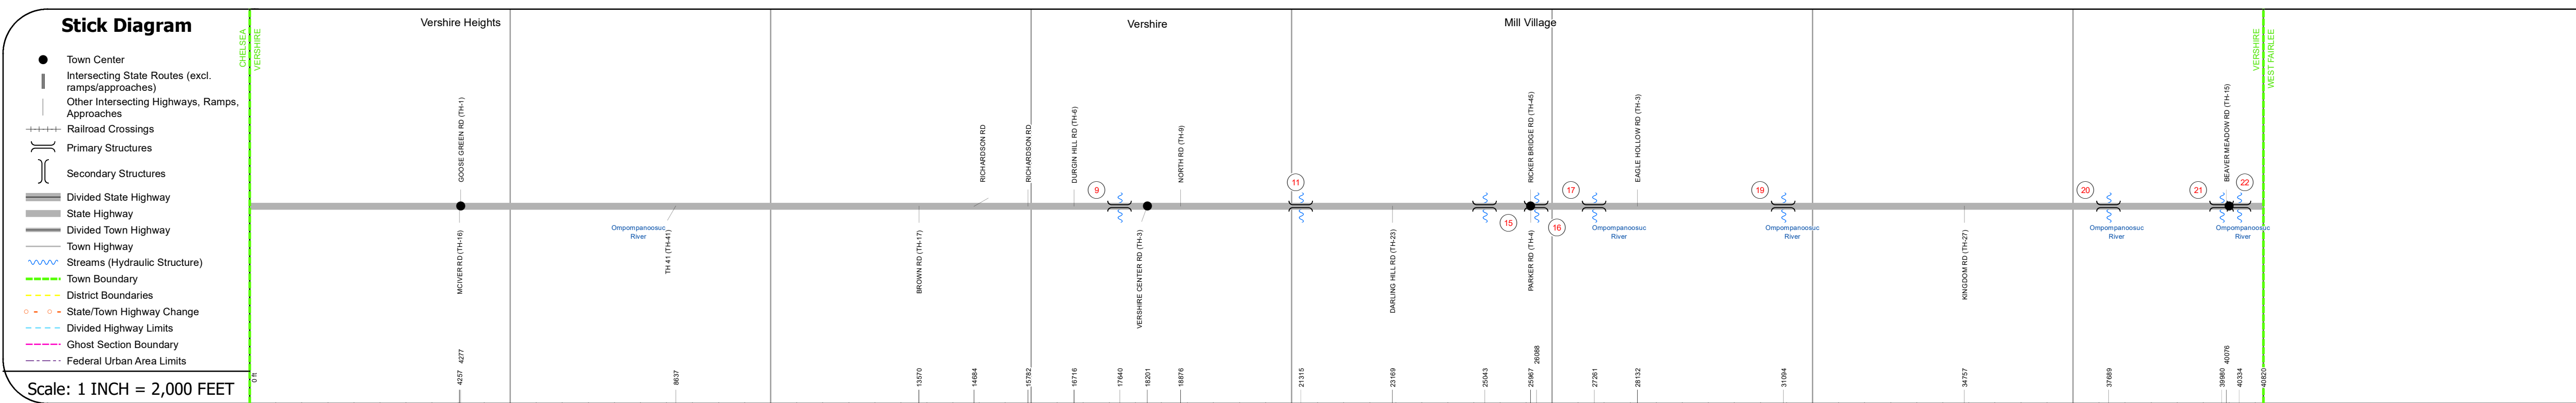 Stick Diagram
Town Center
Intersecting State Routes (excl.
ramps/approaches)
Other Intersecting Highways, Ramps,
Approaches
Railroad Crossings
Primary Structures
Secondary Structures
Divided State Highway
State Highway
Divided Town Highway
Town Highway
Streams (Hydraulic Structure)
Town Boundary
District Boundaries
State/Town Highway Change
Divided Highway Limits
Ghost Section Boundary
Federal Urban Area Limits
Scale: 1 INCH = 2,000 FEET
CHELSEA
VERSHIRE
Vershire Heights
Vershire
Mill Village
VERSHIRE
WEST FAIRLEE
GOOSE GREEN RD (TH-1)
RICHARDSON RD
RICHARDSON RD
DURGIN HILL RD (TH-6)
NORTH RD (TH-9)
RICKER BRIDGE RD (TH-45)
EAGLE HOLLOW RD (TH-3)
BEAVER MEADOW RD (TH-15)
9
11
15
16
17
19
20
21
22
MCIVER RD (TH-16)
Ompompanoosuc
River
TH 41 (TH-41)
BROWN RD (TH-17)
VERSHIRE CENTER RD (TH-3)
DARLING HILL RD (TH-23)
PARKER RD (TH-4)
Ompompanoosuc
River
Ompompanoosuc
River
KINGDOM RD (TH-27)
Ompompanoosuc
River
Ompompanoosuc
River
0 ft
4257
4277
8637
13570
14684
15782
16716
17640
18201
18876
21315
23169
25043
25967
26088
27261
28132
31094
34757
37689
39980
40076
40334
40820